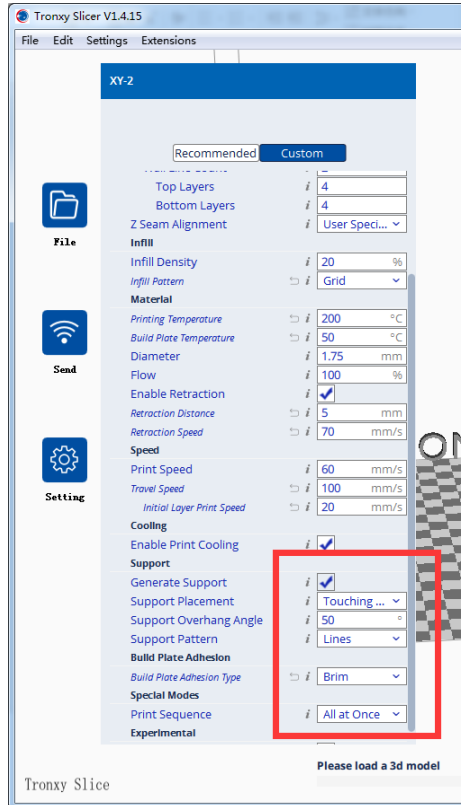 Tronxy Slicer V1.4.15
File Edit Settings Extensions
XY-2
Recommended Custom
Top Layers i 4
Bottom Layers i 4
Z Seam Alignment i User Speci...
Infill
Infill Density i 20 %
Infill Pattern i Grid
Material
Printing Temperature i 200 °C
Build Plate Temperature i 50 °C
Diameter i 1.75 mm
Flow i 100 %
Enable Retraction i
Retraction Distance i 5 mm
Retraction Speed i 70 mm/s
Speed
Print Speed i 60 mm/s
Travel Speed i 100 mm/s
Initial Layer Print Speed i 20 mm/s
Cooling
Enable Print Cooling i
Support
Generate Support i
Support Placement i Touching ...
Support Overhang Angle i 50 °
Support Pattern i Lines
Build Plate Adhesion
Build Plate Adhesion Type i Brim
Special Modes
Print Sequence i All at Once
Experimental
File
Send
Setting
Please load a 3d model
Tronxy Slice